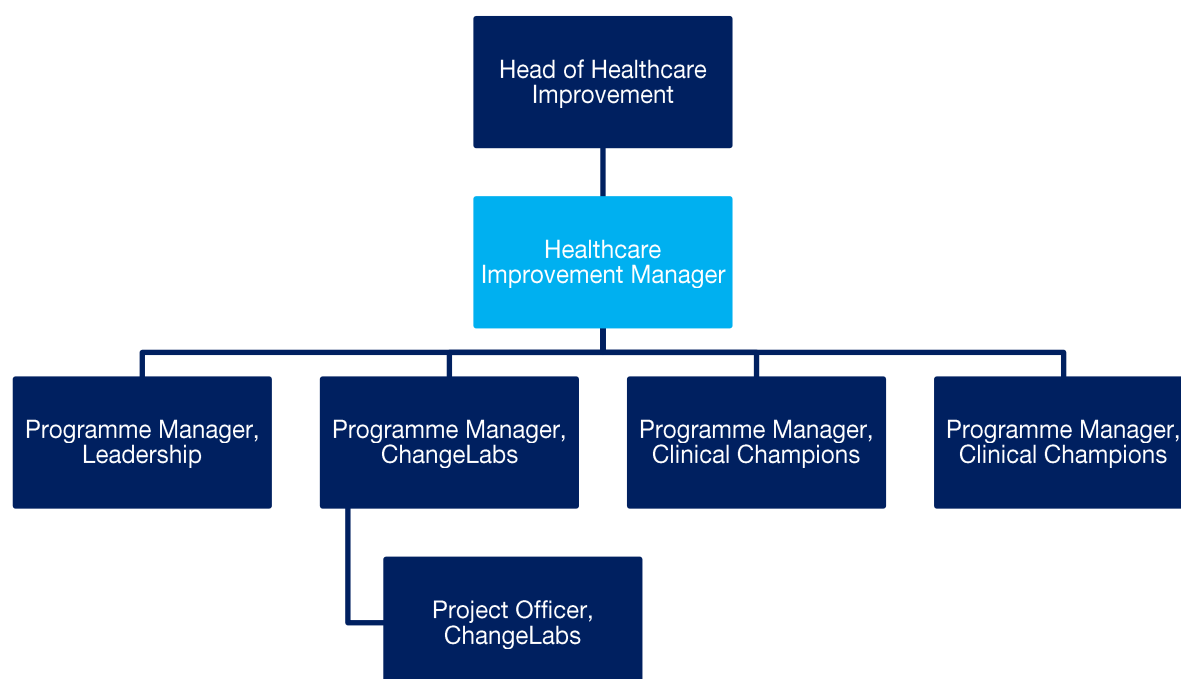 Head of Healthcare
Improvement
Healthcare
Improvement Manager
Programme Manager,
Leadership
Programme Manager,
ChangeLabs
Programme Manager,
Clinical Champions
Programme Manager,
Clinical Champions
Project Officer,
ChangeLabs